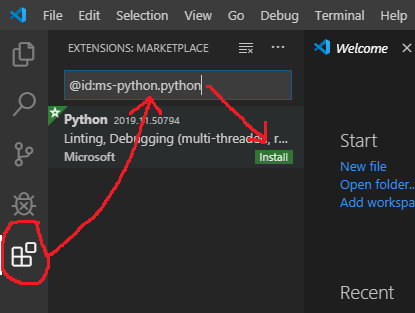 File Edit Selection View Go Debug Terminal Help
EXTENSIONS: MARKETPLACE
Welcome
@id:ms-python.python
Python 2019.11.50794
Linting, Debugging (multi-threaded, r...
Microsoft Install
Start
New file
Open folder...
Add workspa
Recent